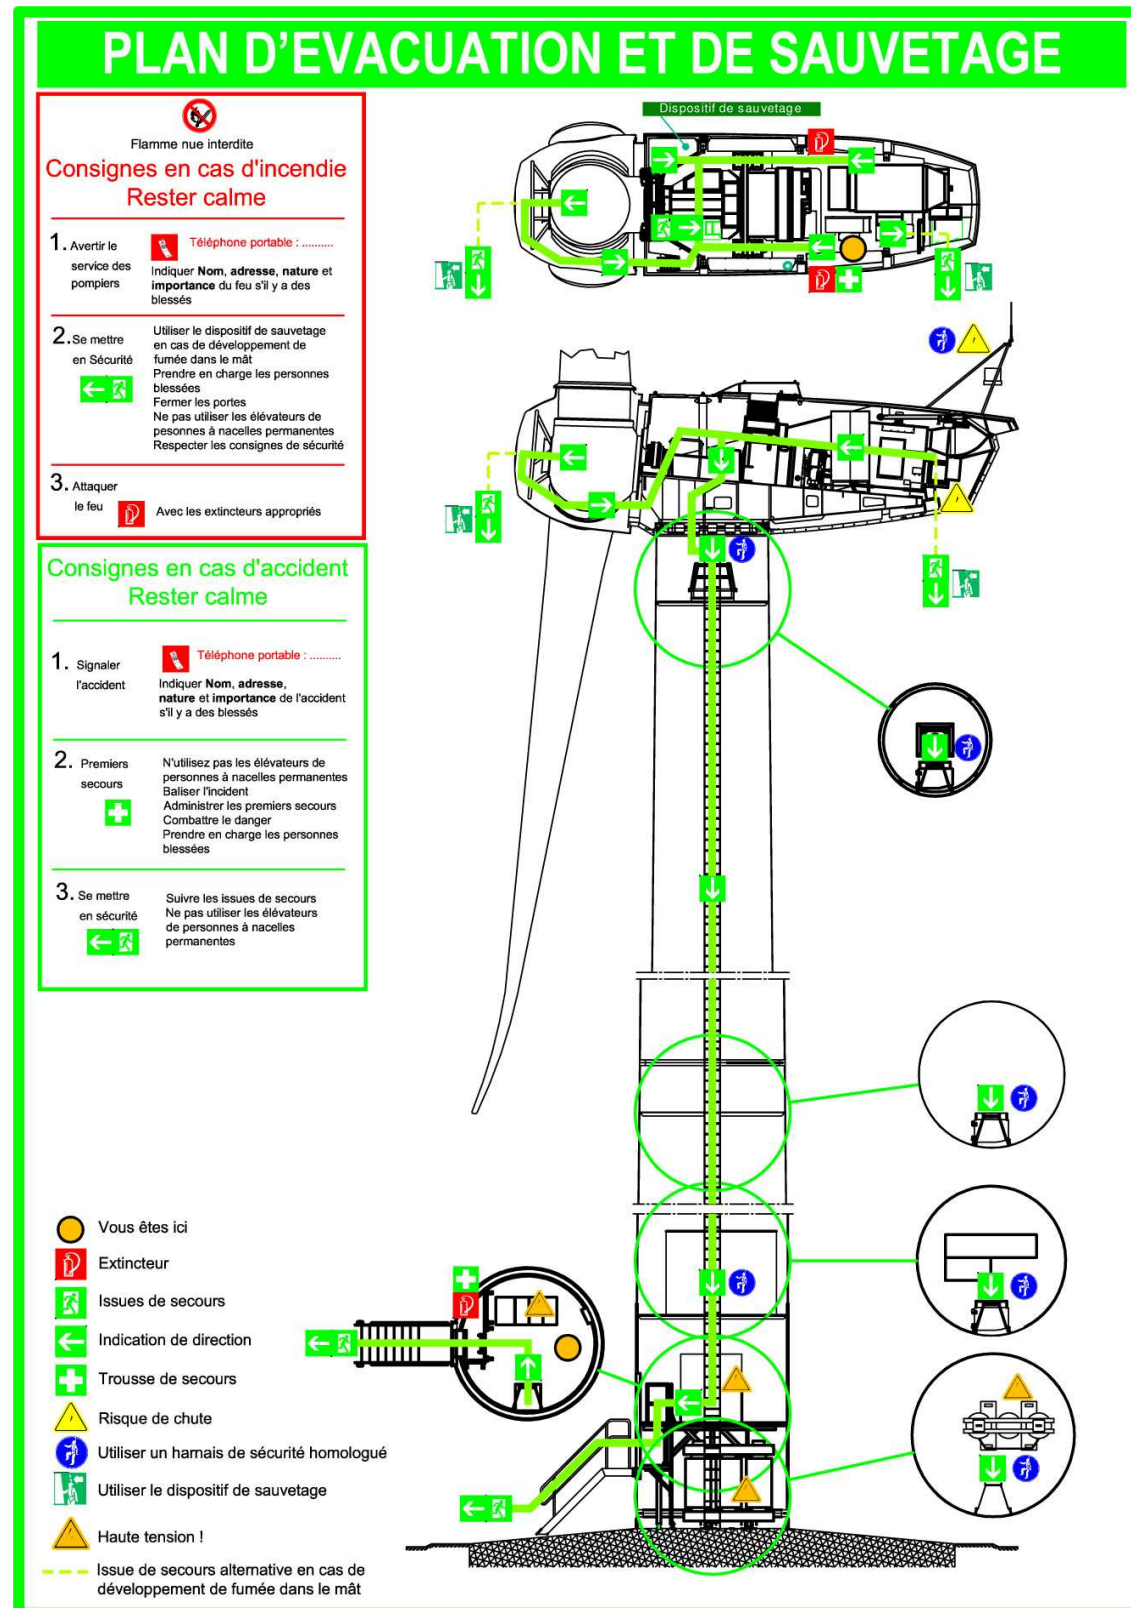 PLAN D'EVACUATION ET DE SAUVETAGE
Dispositif de sauvetage
Flamme nue interdite
Consignes en cas d'incendie
Rester calme
1. Avertir le
service des
pompiers
Téléphone portable : ..........
Indiquer Nom, adresse, nature et
importance du feu s'il y a des
blessés
2. Se mettre
en Sécurité
Utiliser le dispositif de sauvetage
en cas de développement de
fumée dans le mât
Prendre en charge les personnes
blessées
Fermer les portes
Ne pas utiliser les élévateurs de
pesonnes à nacelles permanentes
Respecter les consignes de sécurité
3. Attaquer
le feu
Avec les extincteurs appropriés
Consignes en cas d'accident
Rester calme
1. Signaler
l'accident
Téléphone portable : ..........
Indiquer Nom, adresse,
nature et importance de l'accident
s'il y a des blessés
2. Premiers
secours
N'utilisez pas les élévateurs de
personnes à nacelles permanentes
Baliser l'incident
Administrer les premiers secours
Combattre le danger
Prendre en charge les personnes
blessées
3. Se mettre
en sécurité
Suivre les issues de secours
Ne pas utiliser les élévateurs
de personnes à nacelles
permanentes
Vous êtes ici
Extincteur
Issues de secours
Indication de direction
Trousse de secours
Risque de chute
Utiliser un harnais de sécurité homologué
Utiliser le dispositif de sauvetage
Haute tension !
Issue de secours alternative en cas de
développement de fumée dans le mât